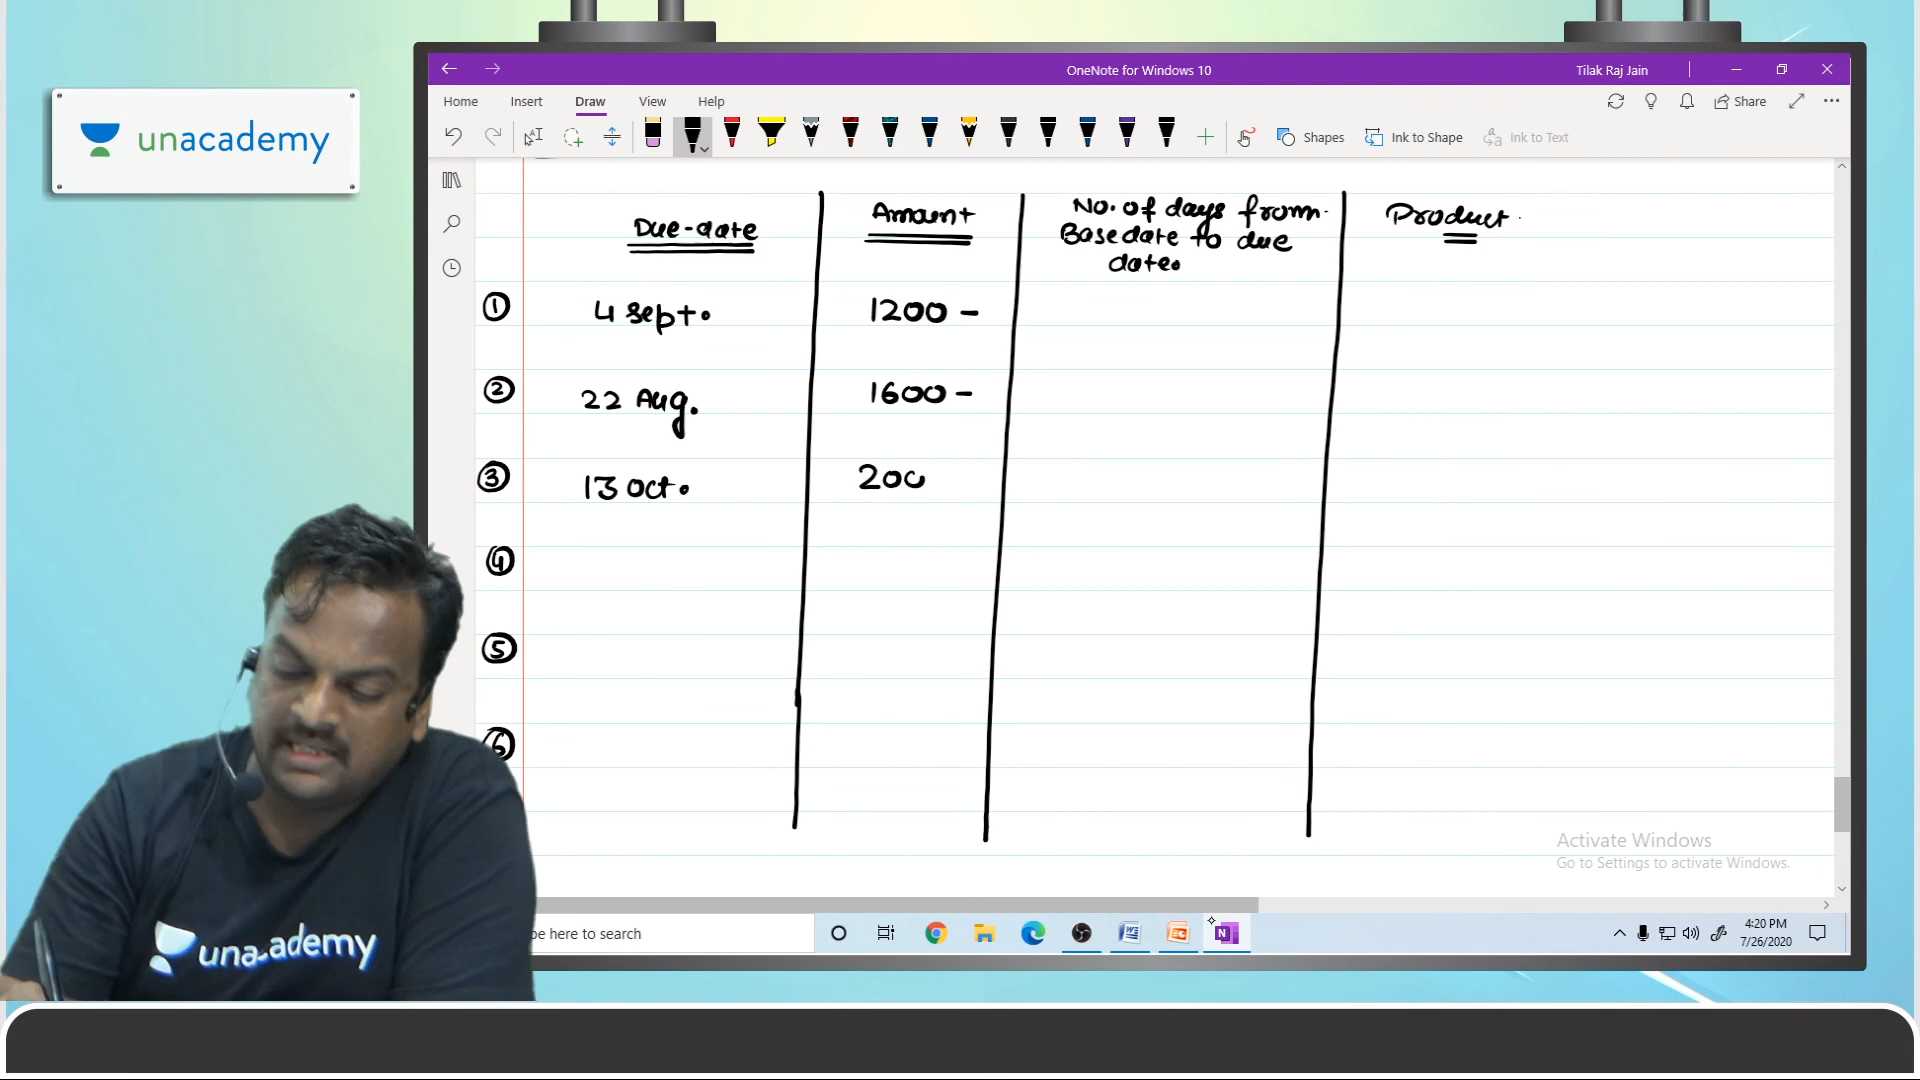 unacademy
OneNote for Windows 10
Tilak Raj Jain
Home Insert Draw View Help
Share
Shapes
Ink to Shape
Ink to Text
Due-date
Amount
No. of days from
Base date to due
date.
Product
① 4 sept. 1200 -
② 22 Aug. 1600 -
③ 13 Oct. 200
④
⑤
⑥
Activate Windows
Go to Settings to activate Windows.
pe here to search
4:20 PM
7/26/2020
unacademy